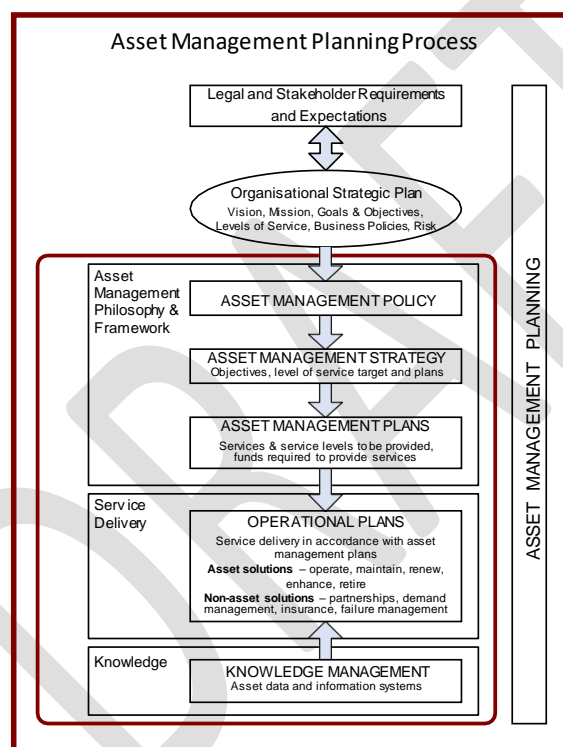 Asset Management Planning Process
Legal and Stakeholder Requirements
and Expectations
Organisational Strategic Plan
Vision, Mission, Goals & Objectives,
Levels of Service, Business Policies, Risk
Asset
Management
Philosophy &
Framework
ASSET MANAGEMENT POLICY
ASSET MANAGEMENT STRATEGY
Objectives, level of service target and plans
ASSET MANAGEMENT PLANS
Services & service levels to be provided,
funds required to provide services
Service
Delivery
OPERATIONAL PLANS
Service delivery in accordance with asset
management plans
Asset solutions – operate, maintain, renew,
enhance, retire
Non-asset solutions – partnerships, demand
management, insurance, failure management
Knowledge
KNOWLEDGE MANAGEMENT
Asset data and information systems
ASSET MANAGEMENT PLANNING
DRAFT